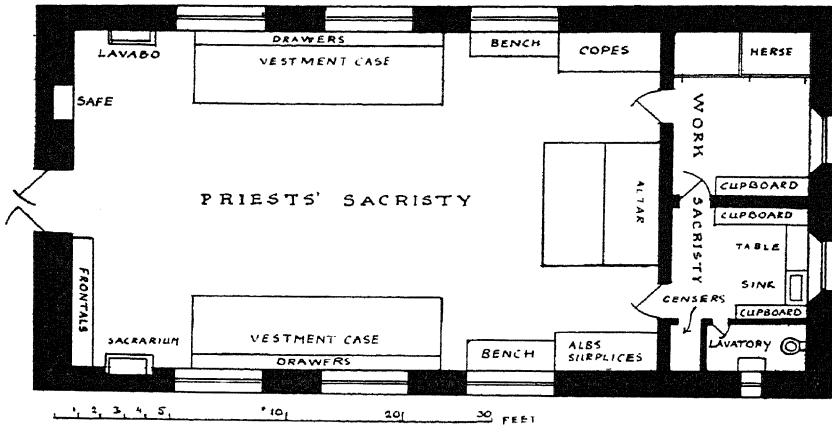 LAVABO
DRAWERS
VESTMENT CASE
BENCH
COPES
HERSE
SAFE
WORK SACRISTY
CUPBOARD
CUPBOARD
PRIESTS' SACRISTY
ALTAR
TABLE
SINK
CENSERS
CUPBOARD
FRONTALS
SACRARIUM
VESTMENT CASE
DRAWERS
BENCH
ALBS
SURPLICES
LAVATORY
1 2 3 4 5 10 20 30 FEET